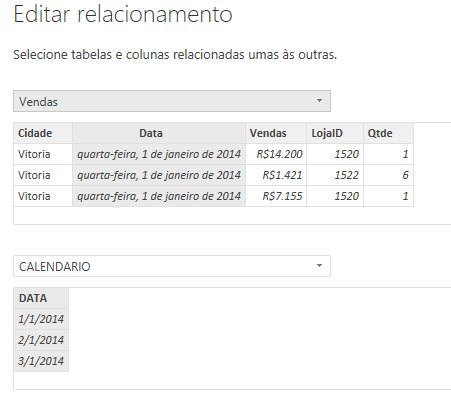 Editar relacionamento
Selecione tabelas e colunas relacionadas umas às outras.
Vendas
Cidade Data Vendas LojaID Qtde
Vitoria quarta-feira, 1 de janeiro de 2014 R$14.200 1520 1
Vitoria quarta-feira, 1 de janeiro de 2014 R$1.421 1522 6
Vitoria quarta-feira, 1 de janeiro de 2014 R$7.155 1520 1
CALENDARIO
DATA
1/1/2014
2/1/2014
3/1/2014